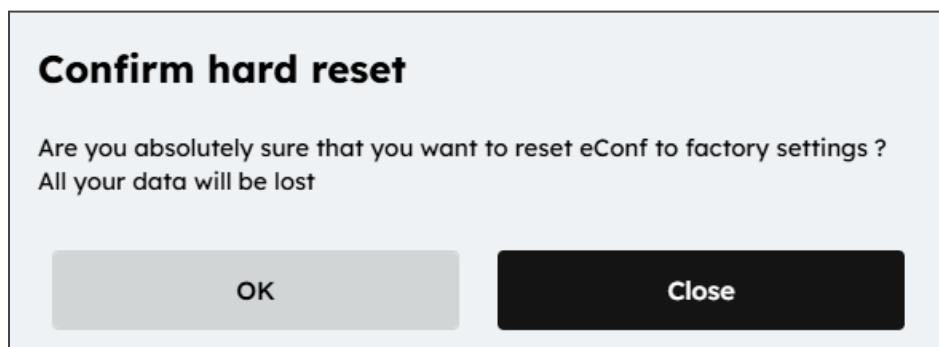 Confirm hard reset
Are you absolutely sure that you want to reset eConf to factory settings ?
All your data will be lost
OK
Close